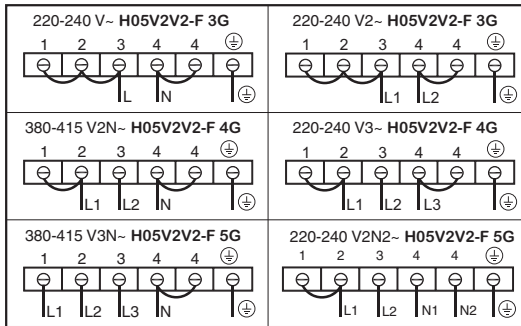 220-240 V~ H05V2V2-F 3G
1 2 3 4 4
L N
220-240 V2~ H05V2V2-F 3G
1 2 3 4 4
L1 L2
380-415 V2N~ H05V2V2-F 4G
1 2 3 4 4
L1 L2 N
220-240 V3~ H05V2V2-F 4G
1 2 3 4 4
L1 L2 L3
380-415 V3N~ H05V2V2-F 5G
1 2 3 4 4
L1 L2 L3 N
220-240 V2N2~ H05V2V2-F 5G
1 2 3 4 4
L1 L2 N1 N2